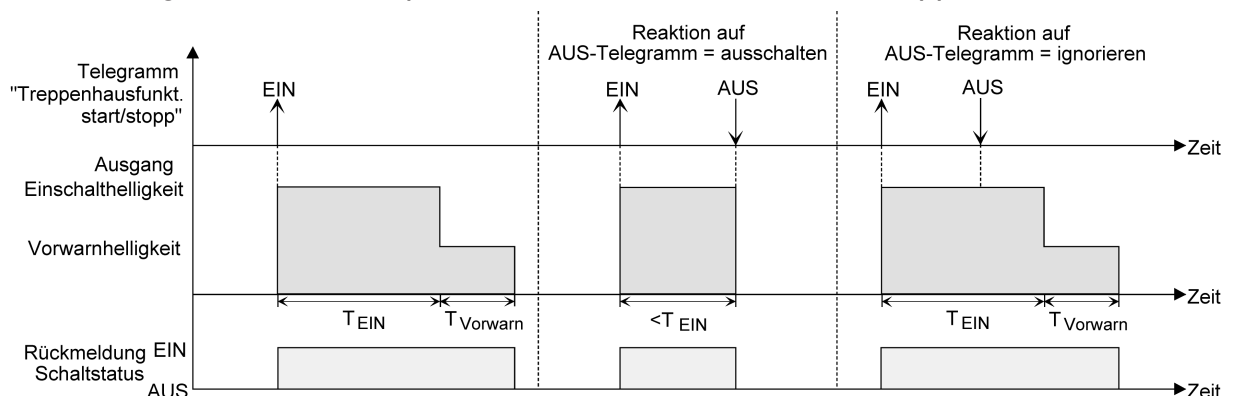 Reaktion auf
AUS-Telegramm = ausschalten
Reaktion auf
AUS-Telegramm = ignorieren
Telegramm
"Treppenhausfunkt.
start/stopp"
EIN
EIN
AUS
EIN
AUS
Zeit
Ausgang
Einschalthelligkeit
Vorwarnhelligkeit
Zeit
T EIN
T Vorwarn
<T EIN
T EIN
T Vorwarn
Rückmeldung EIN
Schaltstatus
AUS
Zeit